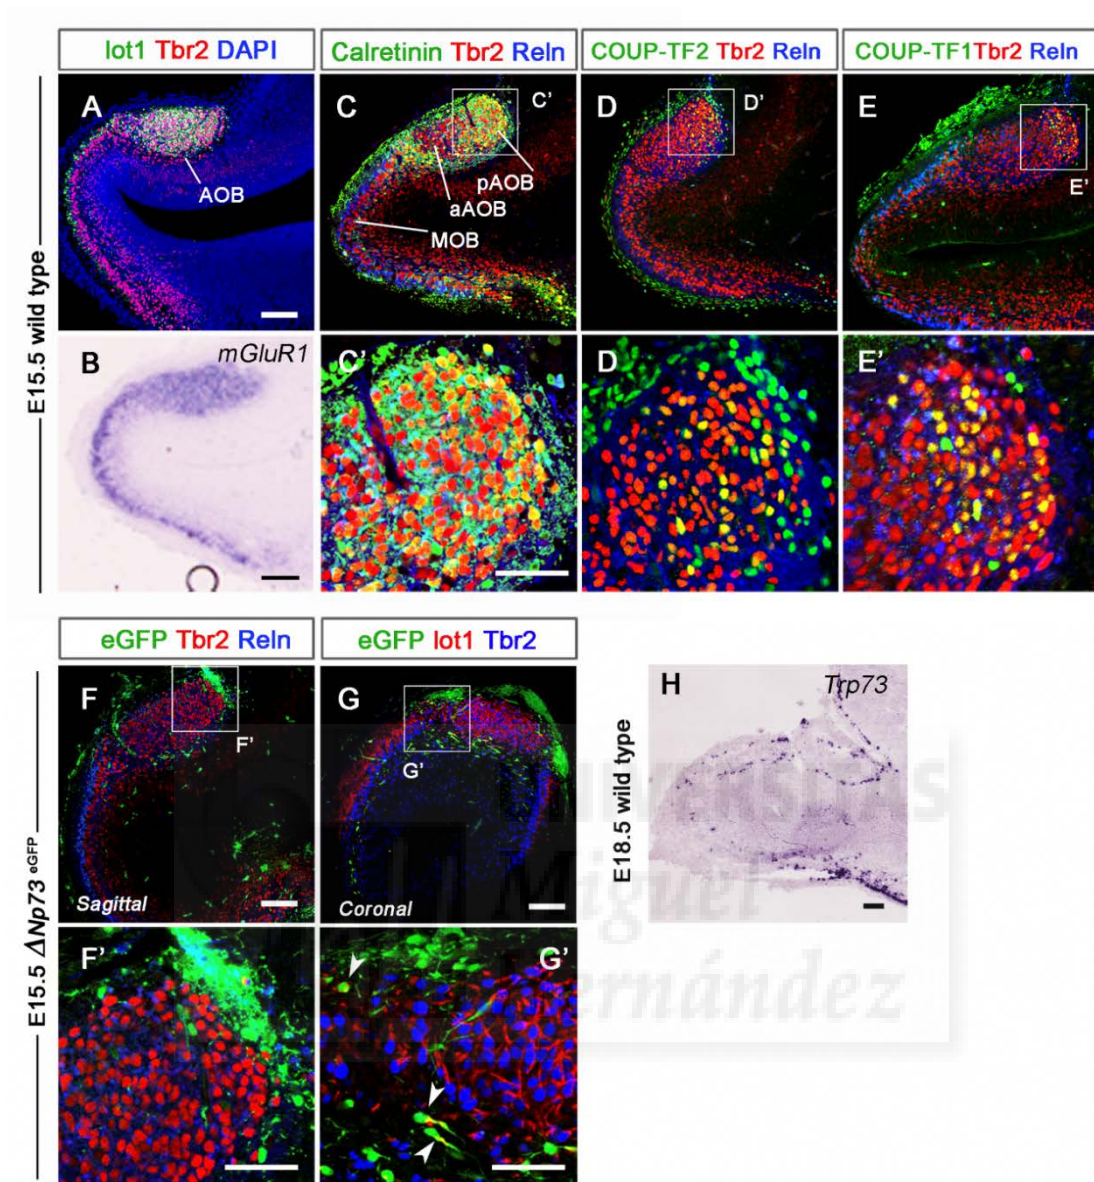 lot1 Tbr2 DAPI
Calretinin Tbr2 Reln
COUP-TF2 Tbr2 Reln
COUP-TF1Tbr2 Reln
E15.5 wild type
A
AOB
C
C'
pAOB
aAOB
MOB
D
D'
E
E'
B
mGluR1
C'
D'
E'
eGFP Tbr2 Reln
eGFP lot1 Tbr2
E15.5 ΔNp73 eGFP
F
F'
Sagittal
G
G'
Coronal
E18.5 wild type
H
Trp73
F'
G'
UNIVERSITAS
Miguel
Hernández